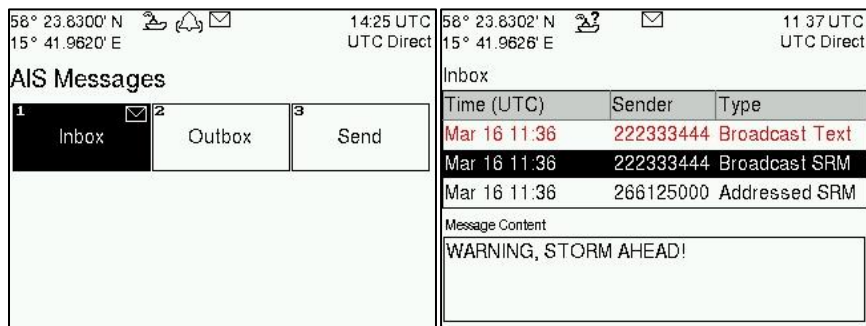 58° 23.8300' N
14:25 UTC
15° 41.9620' E
UTC Direct
AIS Messages
1
Inbox
2
Outbox
3
Send
58° 23.8302' N
?
11 37 UTC
15° 41.9626' E
UTC Direct
Inbox
Time (UTC) Sender Type
Mar 16 11:36 222333444 Broadcast Text
Mar 16 11:36 222333444 Broadcast SRM
Mar 16 11:36 266125000 Addressed SRM
Message Content
WARNING, STORM AHEAD!